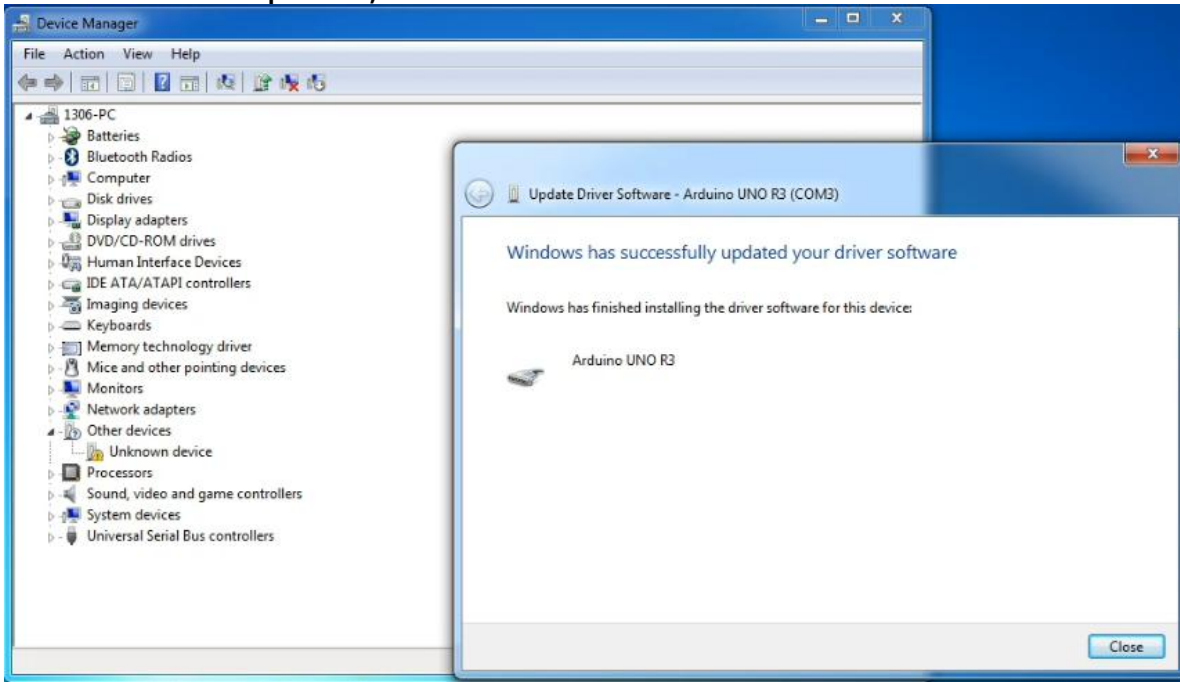 Device Manager
File Action View Help
1306-PC
Batteries
Bluetooth Radios
Computer
Disk drives
Display adapters
DVD/CD-ROM drives
Human Interface Devices
IDE ATA/ATAPI controllers
Imaging devices
Keyboards
Memory technology driver
Mice and other pointing devices
Monitors
Network adapters
Other devices
Unknown device
Processors
Sound, video and game controllers
System devices
Universal Serial Bus controllers
Update Driver Software - Arduino UNO R3 (COM3)
Windows has successfully updated your driver software
Windows has finished installing the driver software for this device:
Arduino UNO R3
Close